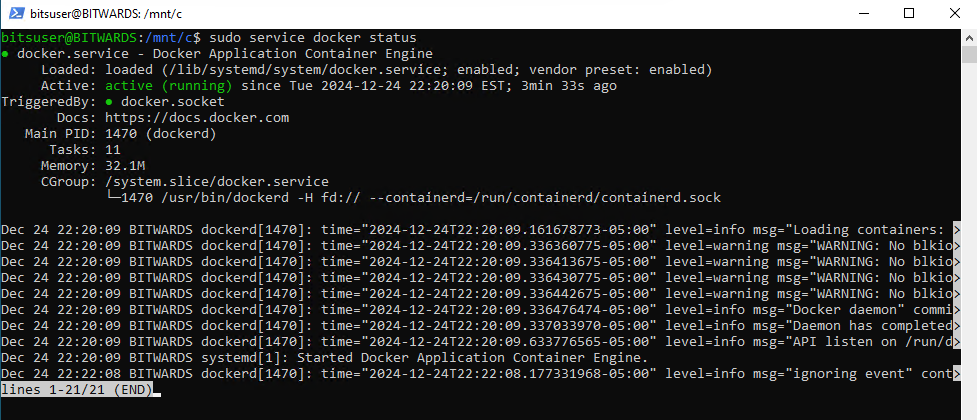 bitsuser@BITWARDS: /mnt/c
bitsuser@BITWARDS:/mnt/c$ sudo service docker status
● docker.service - Docker Application Container Engine
     Loaded: loaded (/lib/systemd/system/docker.service; enabled; vendor preset: enabled)
     Active: active (running) since Tue 2024-12-24 22:20:09 EST; 3min 33s ago
TriggeredBy: ● docker.socket
       Docs: https://docs.docker.com
   Main PID: 1470 (dockerd)
      Tasks: 11
     Memory: 32.1M
     CGroup: /system.slice/docker.service
             └─1470 /usr/bin/dockerd -H fd:// --containerd=/run/containerd/containerd.sock
Dec 24 22:20:09 BITWARDS dockerd[1470]: time="2024-12-24T22:20:09.161678773-05:00" level=info msg="Loading containers: >
Dec 24 22:20:09 BITWARDS dockerd[1470]: time="2024-12-24T22:20:09.336360775-05:00" level=warning msg="WARNING: No blkio>
Dec 24 22:20:09 BITWARDS dockerd[1470]: time="2024-12-24T22:20:09.336413675-05:00" level=warning msg="WARNING: No blkio>
Dec 24 22:20:09 BITWARDS dockerd[1470]: time="2024-12-24T22:20:09.336430775-05:00" level=warning msg="WARNING: No blkio>
Dec 24 22:20:09 BITWARDS dockerd[1470]: time="2024-12-24T22:20:09.336442675-05:00" level=warning msg="WARNING: No blkio>
Dec 24 22:20:09 BITWARDS dockerd[1470]: time="2024-12-24T22:20:09.336476474-05:00" level=info msg="Docker daemon" commi>
Dec 24 22:20:09 BITWARDS dockerd[1470]: time="2024-12-24T22:20:09.337033970-05:00" level=info msg="Daemon has completed>
Dec 24 22:20:09 BITWARDS dockerd[1470]: time="2024-12-24T22:20:09.633776565-05:00" level=info msg="API listen on /run/d>
Dec 24 22:20:09 BITWARDS systemd[1]: Started Docker Application Container Engine.
Dec 24 22:22:08 BITWARDS dockerd[1470]: time="2024-12-24T22:22:08.177331968-05:00" level=info msg="ignoring event" cont>
lines 1-21/21 (END)